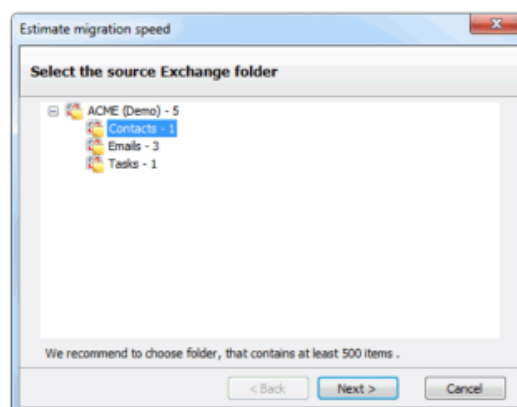 Estimate migration speed
Select the source Exchange folder
ACME (Demo) - 5
Contacts - 1
Emails - 3
Tasks - 1
We recommend to choose folder, that contains at least 500 items .
< Back
Next >
Cancel